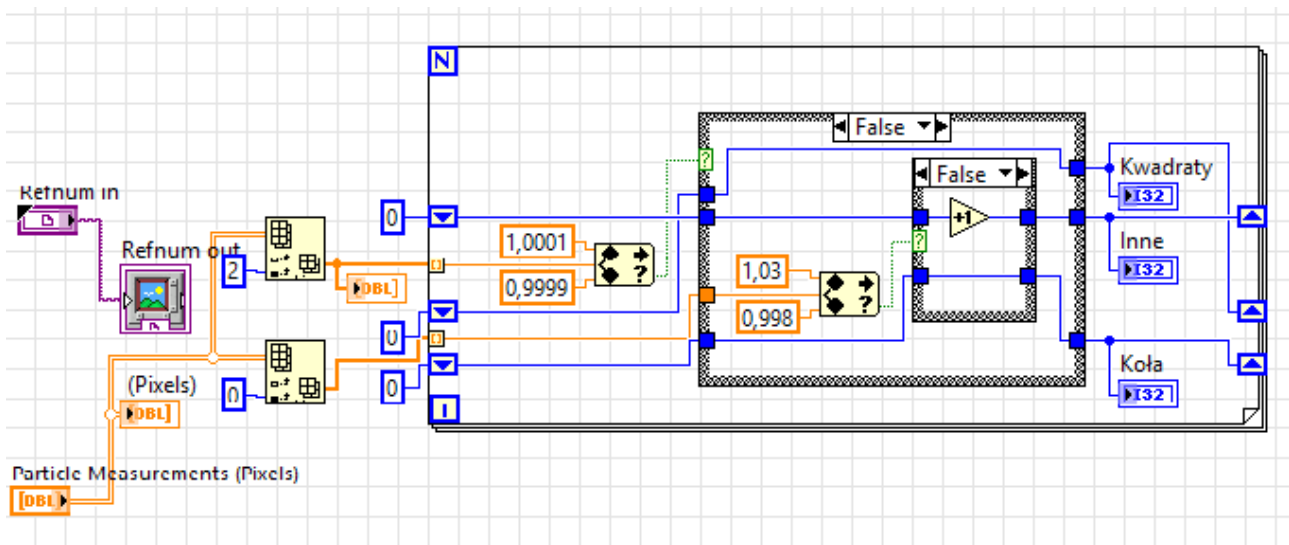 N
False
False
Kwadraty
I32
+1
Refnum in
0
Inne
I32
Refnum out
1,0001
?
?
2
DBL]
0,9999
?
1,03
?
0,998
0
(Pixels)
DBL]
0
0
Koła
I32
I
Particle Measurements (Pixels)
[DBL]